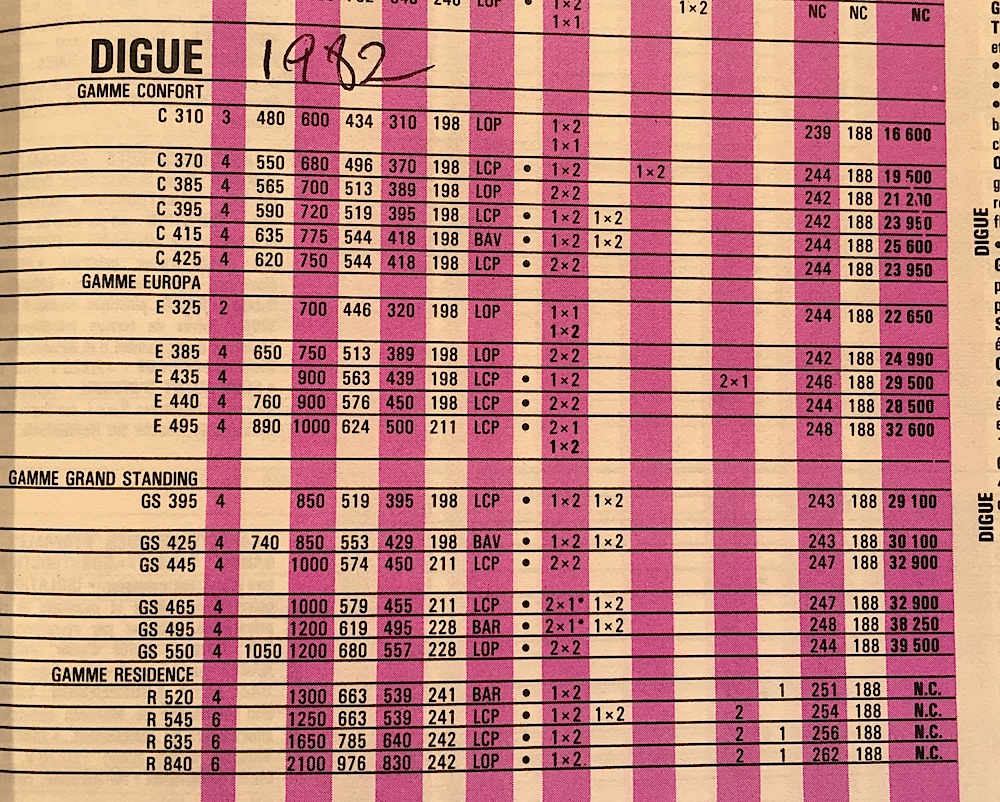 1×2 1×2
1×1 NC NC NC
DIGUE 1982
GAMME CONFORT
C 310 3 480 600 434 310 198 LOP 1×2 239 188 16 600
1×1
C 370 4 550 680 496 370 198 LCP • 1×2 1×2 244 188 19 500
C 385 4 565 700 513 389 198 LOP 2×2 242 188 21 200
C 395 4 590 720 519 395 198 LCP • 1×2 1×2 242 188 23 950
C 415 4 635 775 544 418 198 BAV • 1×2 1×2 244 188 25 600
C 425 4 620 750 544 418 198 LCP • 2×2 244 188 23 950
GAMME EUROPA
E 325 2 700 446 320 198 LOP 1×1 244 188 22 650
1×2
E 385 4 650 750 513 389 198 LOP 2×2 242 188 24 990
E 435 4 900 563 439 198 LCP • 1×2 2×1 246 188 29 500
E 440 4 760 900 576 450 198 LCP • 2×2 244 188 28 500
E 495 4 890 1000 624 500 211 LCP • 2×1 248 188 32 600
1×2
GAMME GRAND STANDING
GS 395 4 850 519 395 198 LCP • 1×2 1×2 243 188 29 100
GS 425 4 740 850 553 429 198 BAV • 1×2 1×2 243 188 30 100
GS 445 4 1000 574 450 211 LCP • 2×2 247 188 32 900
GS 465 4 1000 579 455 211 LCP • 2×1* 1×2 247 188 32 900
GS 495 4 1200 619 495 228 BAR • 2×1* 1×2 248 188 38 250
GS 550 4 1050 1200 680 557 228 LOP • 2×2 244 188 39 500
GAMME RESIDENCE
R 520 4 1300 663 539 241 BAR • 1×2 1 251 188 N.C.
R 545 6 1250 663 539 241 LCP • 1×2 1×2 2 254 188 N.C.
R 635 6 1650 785 640 242 LCP • 1×2 2 1 256 188 N.C.
R 840 6 2100 976 830 242 LOP • 1×2 2 1 262 188 N.C.
DIGUE
DIGUE